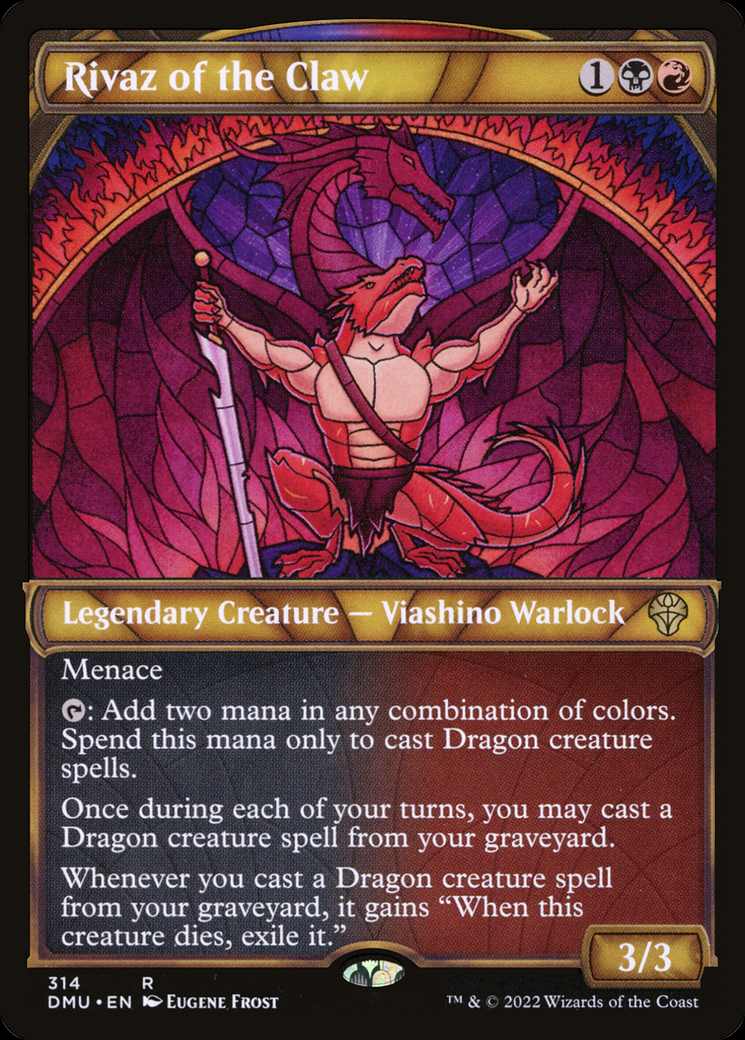 Rivaz of the Claw
1
Legendary Creature — Viashino Warlock
Menace
: Add two mana in any combination of colors.
Spend this mana only to cast Dragon creature
spells.
Once during each of your turns, you may cast a
Dragon creature spell from your graveyard.
Whenever you cast a Dragon creature spell
from your graveyard, it gains “When this
creature dies, exile it.”
3/3
314 R
DMU • EN Eugene Frost
™ & © 2022 Wizards of the Coast